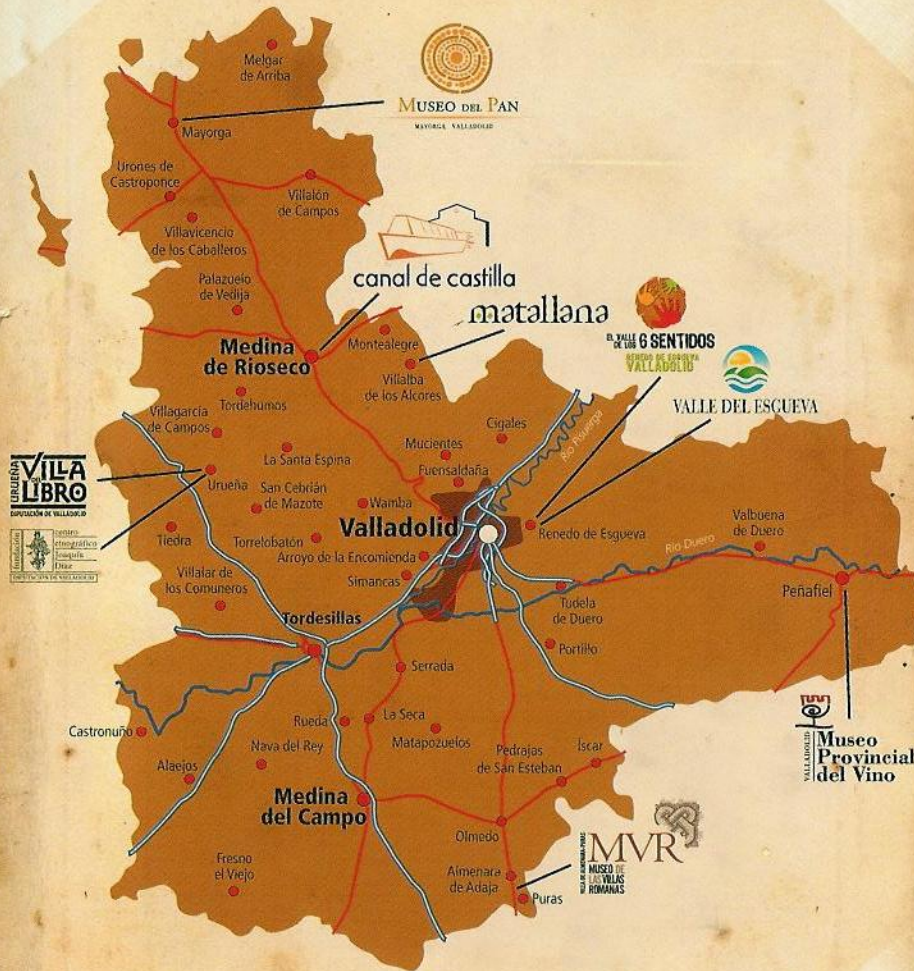 Melgar
de Arriba
MUSEO DEL PAN
MAYORGA VALLADOLID
Mayorga
Urones de
Castroponce
Villalón
de Campos
Villavicencio
de los Caballeros
canal de castilla
Palazuelo
de Vedija
matallana
Medina
de Rioseco
Montealegre
Villalba
de los Alcores
EL VALLE
DE LOS 6 SENTIDOS
RENEDO DE ESGUEVA
VALLADOLID
VALLE DEL ESGUEVA
Tordehumos
Villagarcía
de Campos
Cigales
Río Pisuerga
Mucientes
La Santa Espina
Fuensaldaña
URUEÑA
VILLA
DEL
LIBRO
DIPUTACIÓN DE VALLADOLID
Urueña
San Cebrián
de Mazote
Wamba
Valladolid
Renedo de Esgueva
Valbuena
de Duero
fundación
centro
etnográfico
Joaquín
Díaz
DIPUTACIÓN DE VALLADOLID
Tiedra
Torrelobatón
Arroyo de la Encomienda
Río Duero
Simancas
Villalar de
los Comuneros
Peñafiel
Tudela
de Duero
Tordesillas
Portillo
Serrada
Castronuño
Rueda
La Seca
Matapozuelos
VALLADOLID
Museo
Provincial
del Vino
Nava del Rey
Pedrajas
de San Esteban
Íscar
Alaejos
Medina
del Campo
Olmedo
MVR
MUSEO DE
LAS VILLAS
ROMANAS
Fresno
el Viejo
Almenara
de Adaja
Puras